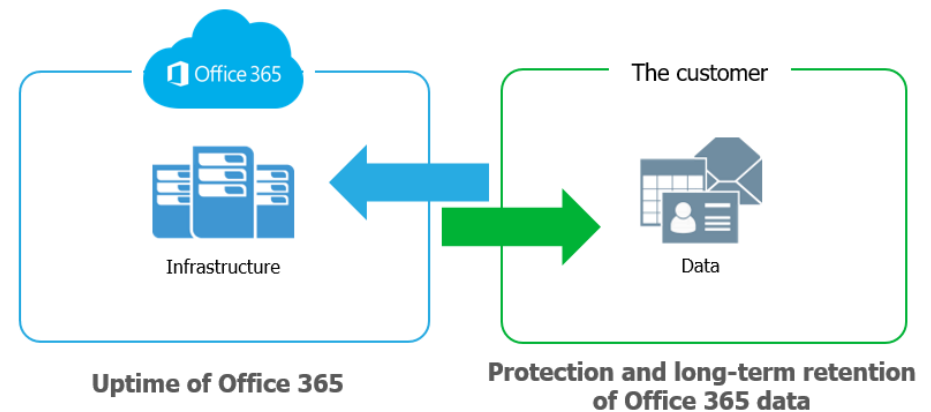 Office 365
The customer
Infrastructure
Data
Uptime of Office 365
Protection and long-term retention
of Office 365 data